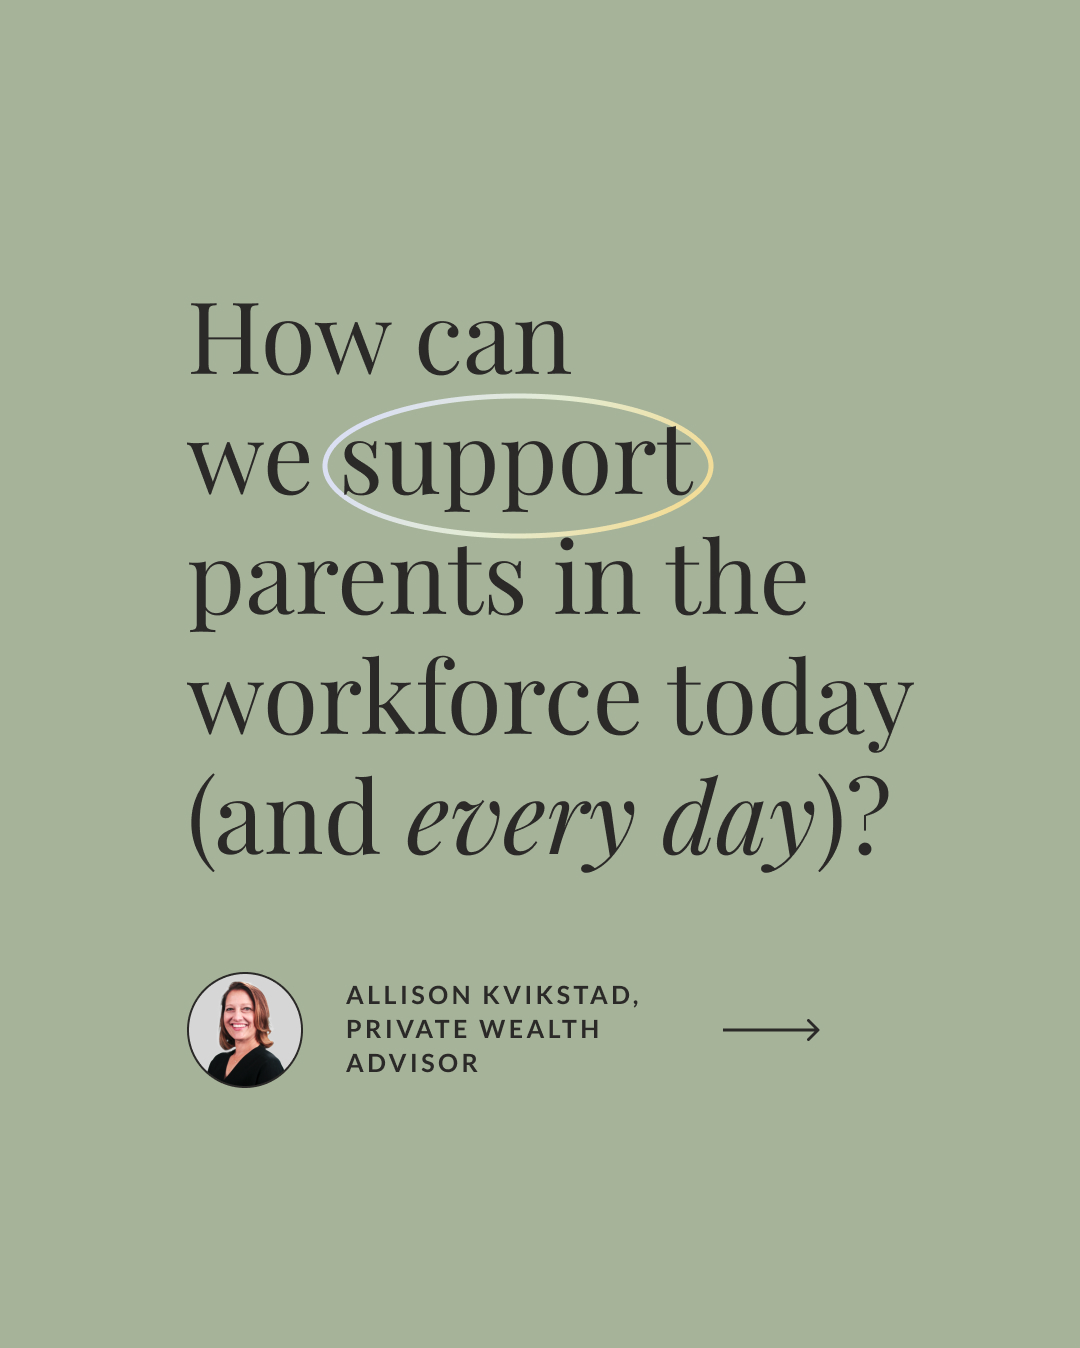 How can
we support
parents in the
workforce today
(and every day)?
ALLISON KVIKSTAD,
PRIVATE WEALTH
ADVISOR